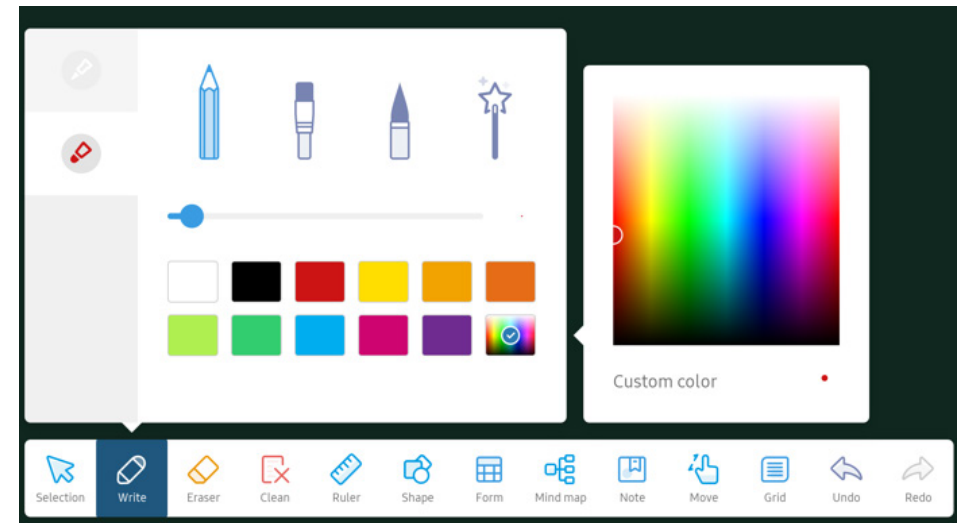 Custom color
Selection Write Eraser Clean Ruler Shape Form Mind map Note Move Grid Undo Redo